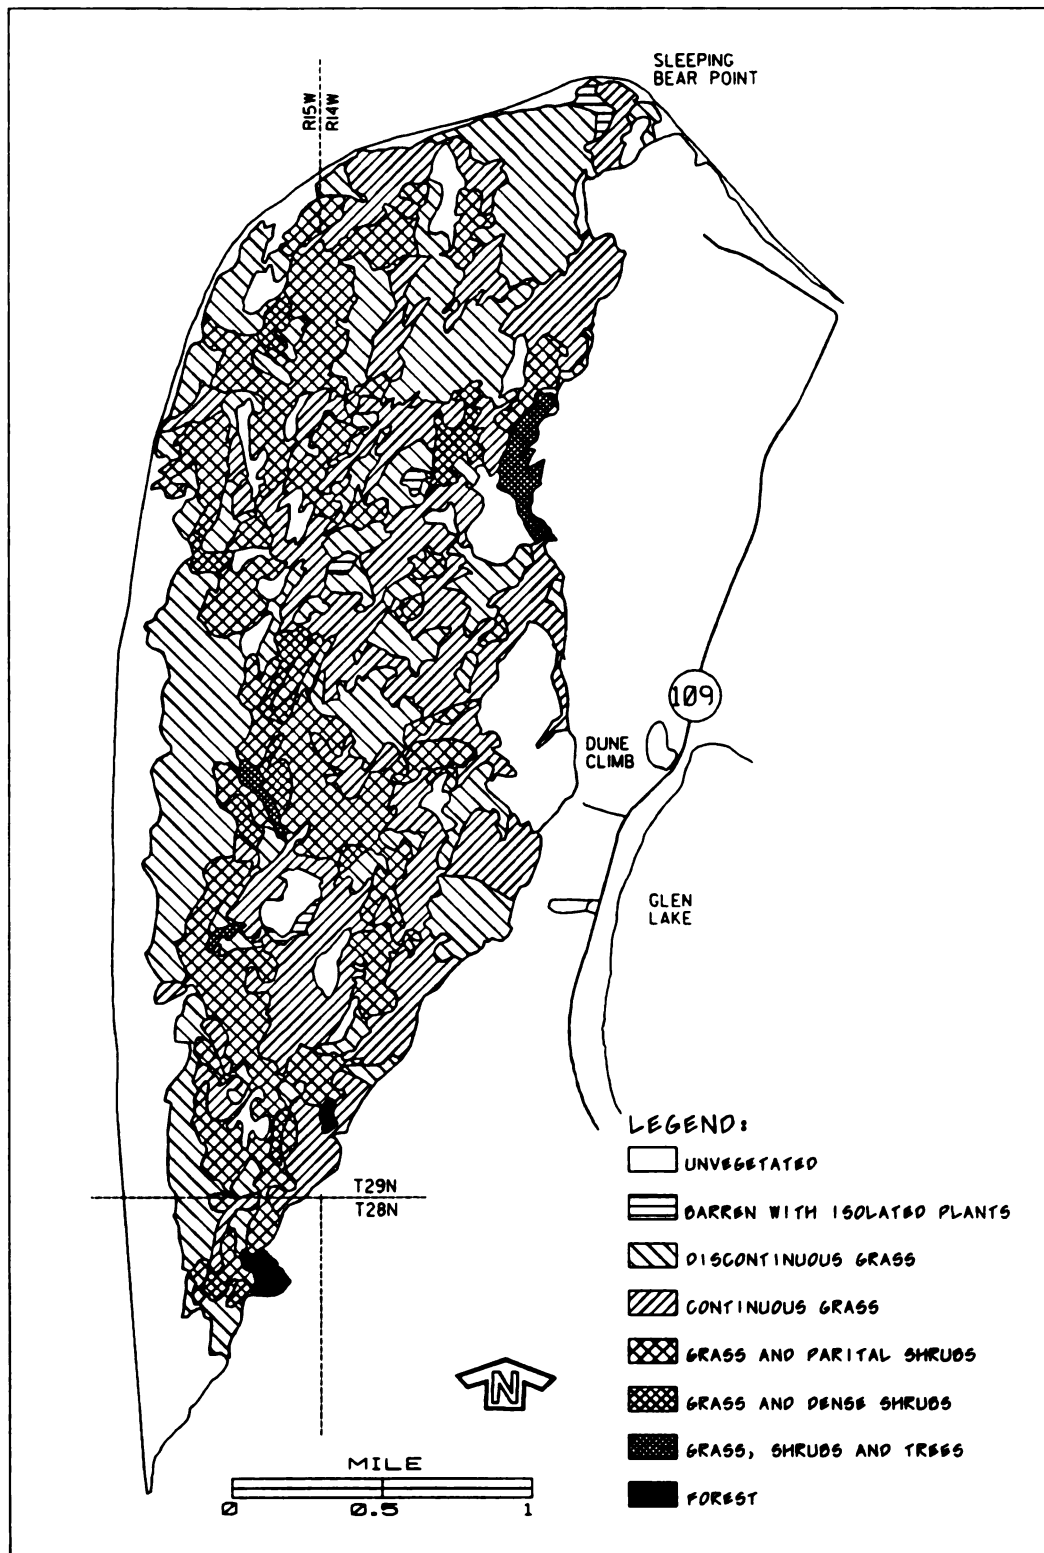 SLEEPING
BEAR POINT
R15W
R14W
109
DUNE
CLIMB
GLEN
LAKE
T29N
T28N
LEGEND:
UNVEGETATED
BARREN WITH ISOLATED PLANTS
DISCONTINUOUS GRASS
CONTINUOUS GRASS
GRASS AND PARITAL SHRUBS
GRASS AND DENSE SHRUBS
GRASS, SHRUBS AND TREES
FOREST
N
MILE
0 0.5 1